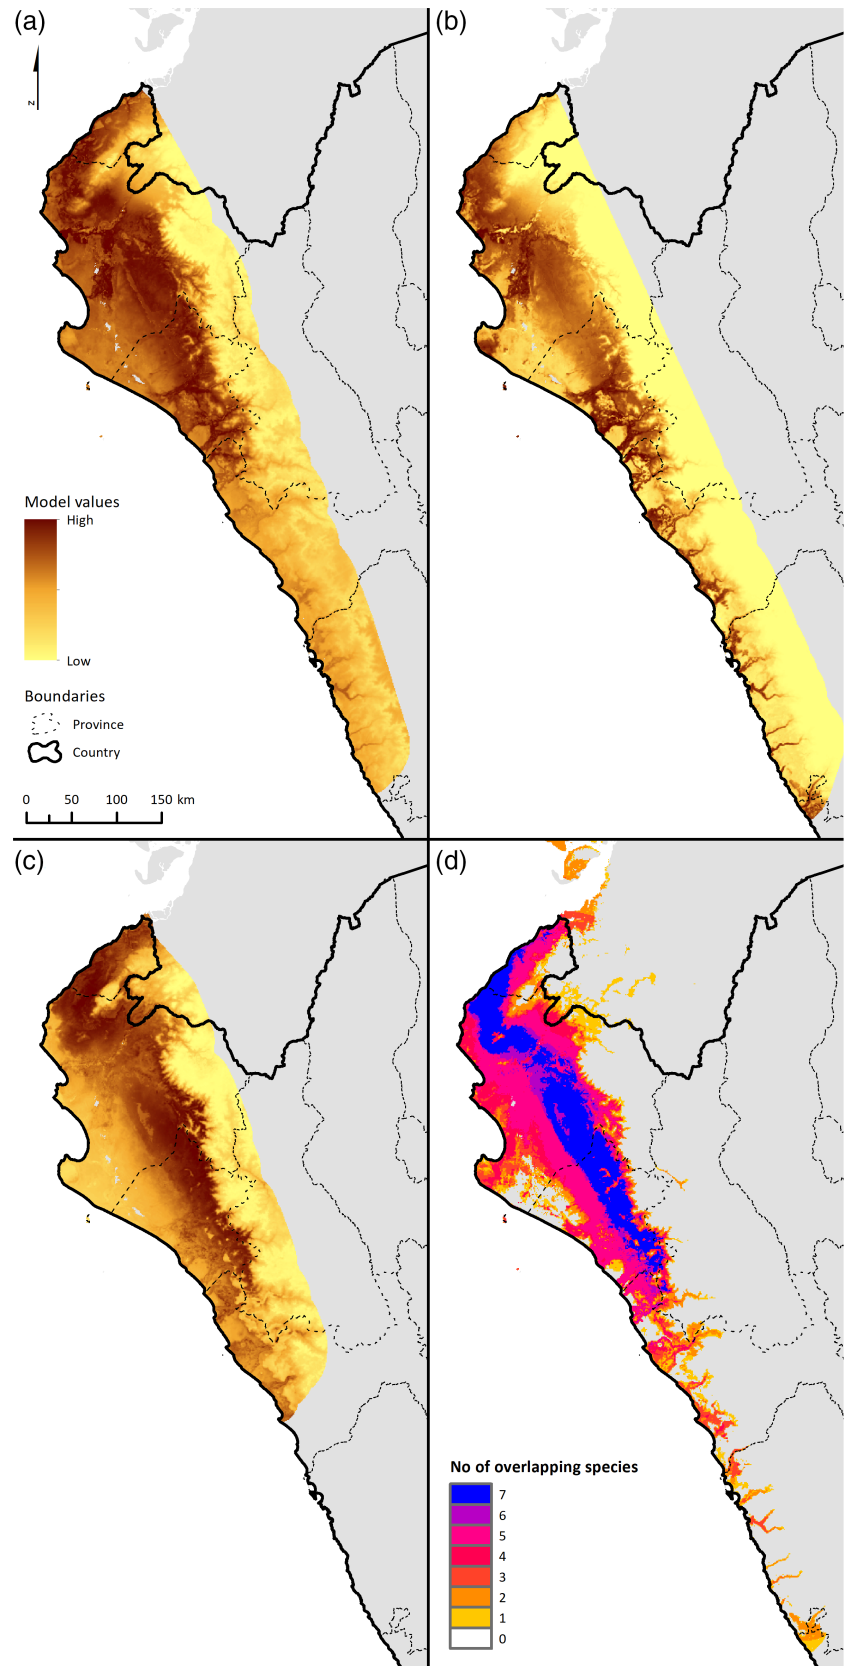 (a)
(b)
N
Model values
High
Low
Boundaries
Province
Country
0 50 100 150 km
(c)
(d)
No of overlapping species
7
6
5
4
3
2
1
0